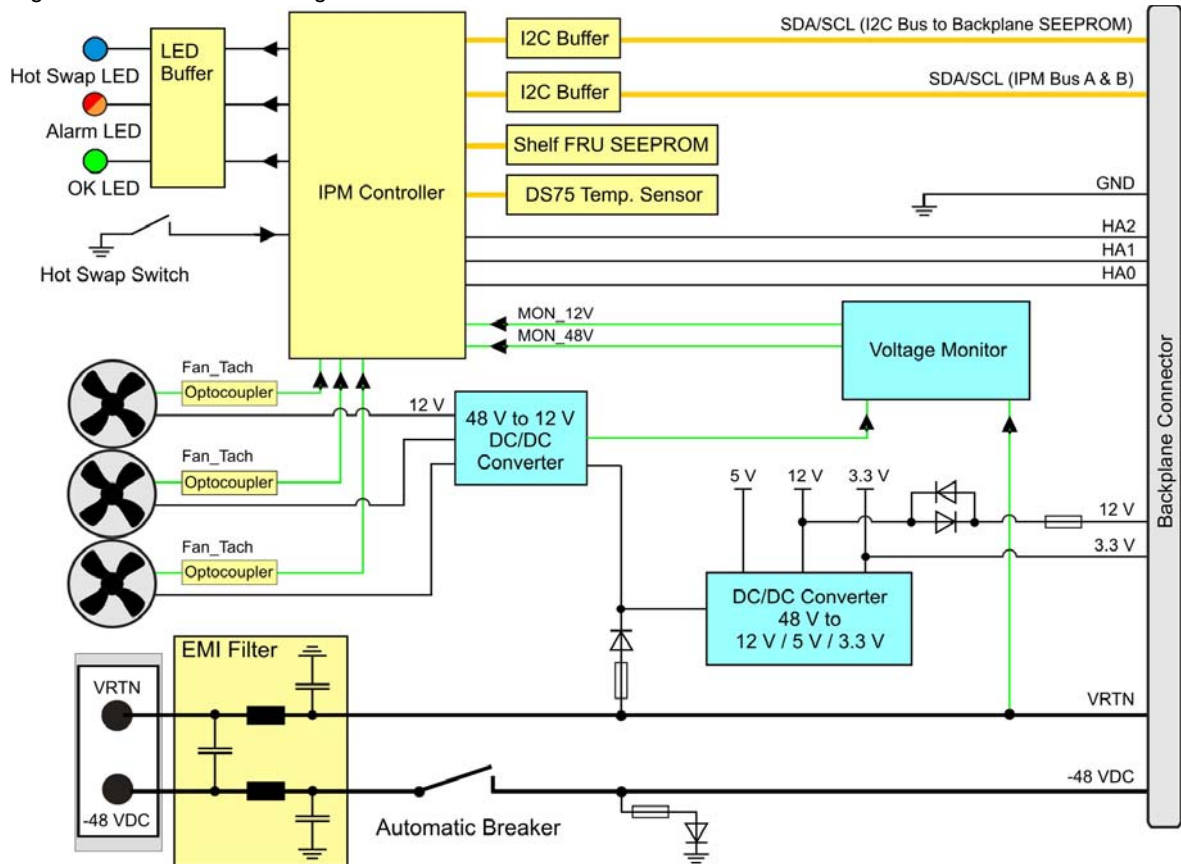 SDA/SCL (I2C Bus to Backplane SEEPROM)
I2C Buffer
LED
Buffer
Hot Swap LED
SDA/SCL (IPM Bus A & B)
I2C Buffer
Alarm LED
Shelf FRU SEEPROM
OK LED
IPM Controller
DS75 Temp. Sensor
GND
HA2
HA1
HA0
Hot Swap Switch
MON_12V
MON_48V
Voltage Monitor
Backplane Connector
Fan_Tach
Optocoupler
12 V
48 V to 12 V
DC/DC
Converter
Fan_Tach
Optocoupler
5 V
12 V
3.3 V
12 V
3.3 V
Fan_Tach
Optocoupler
DC/DC Converter
48 V to
12 V / 5 V / 3.3 V
EMI Filter
VRTN
VRTN
-48 VDC
-48 VDC
Automatic Breaker